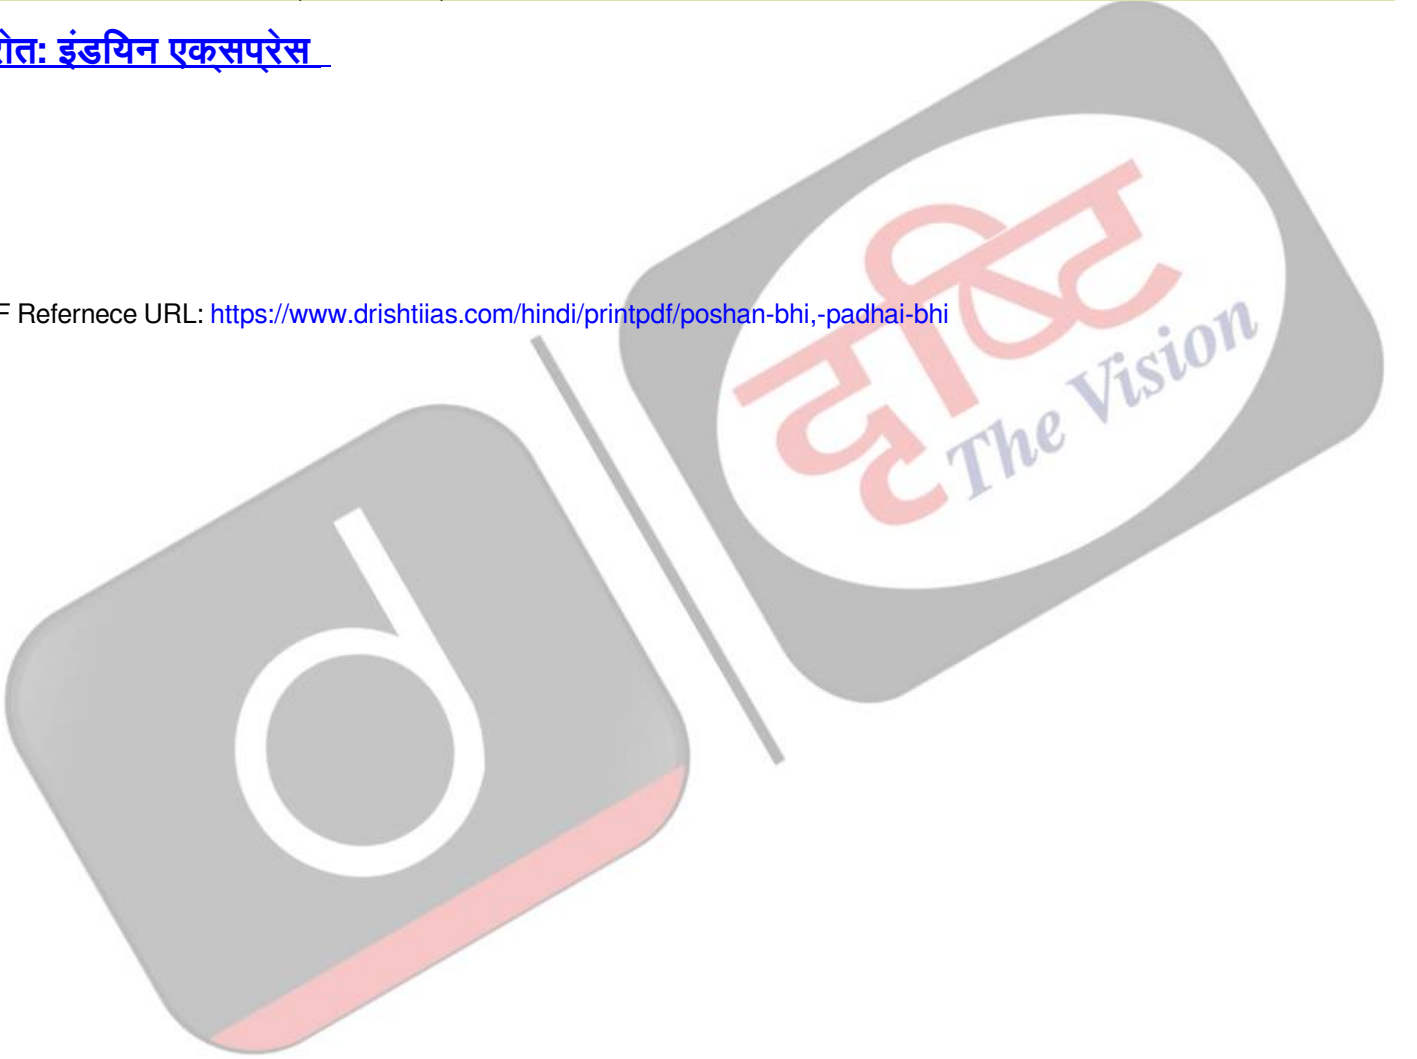 रोत: इंडियन एक्सप्रेस
F Refernece URL: https://www.drishtiias.com/hindi/printpdf/poshan-bhi,-padhai-bhi
दृष्टि
The Vision
d